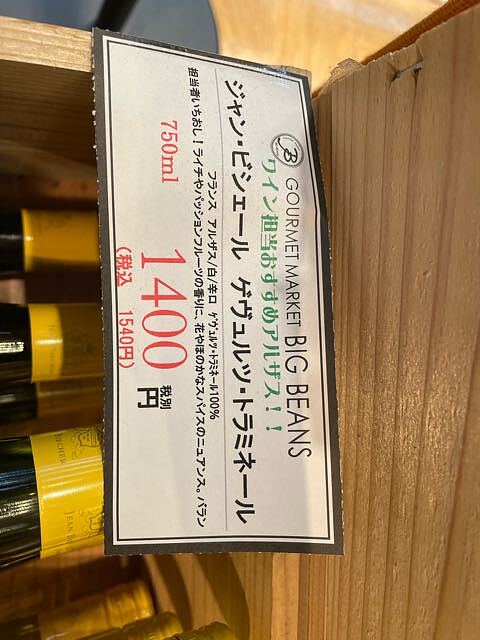 B GOURMET MARKET BIG BEANS
ワイン担当おすすめアルザス！！
ジャン・ビシェール ゲヴュルツ・トラミネール
フランス アルザス/白/辛口 ゲヴュルツ・トラミネール100%
担当者いちおし！ライチやパッションフルーツの香りに、花やほのかなスパイスのニュアンス。バラン
750ml 1400 税別 円
(税込 1540円)
JEAN
BECHER